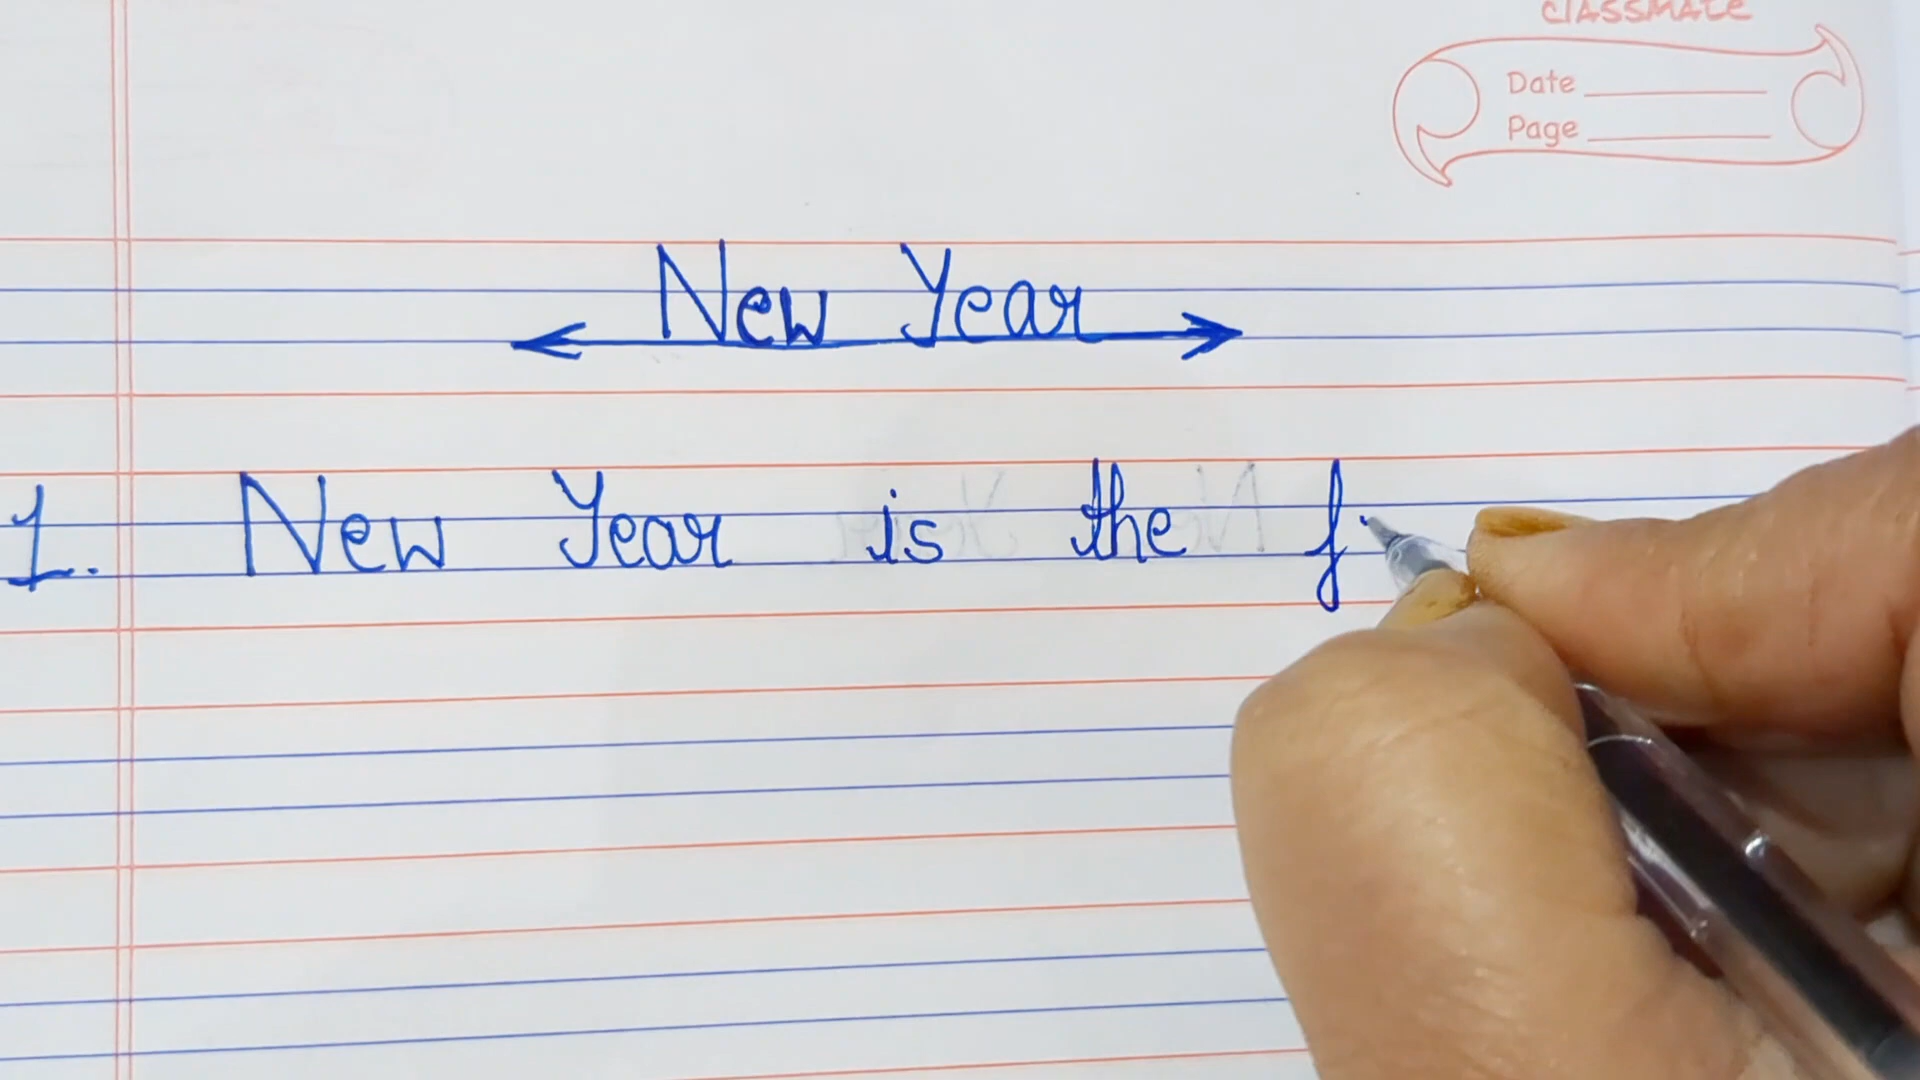 classmate
Date
Page
New Year
1. New Year is the f